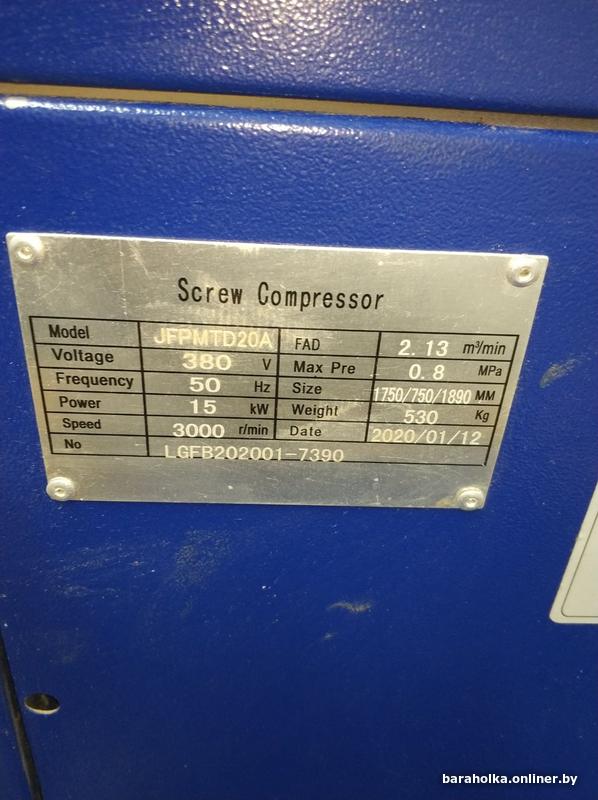 Screw Compressor
Model JFPMTD20A FAD 2.13 m³/min
Voltage 380 V Max Pre 0.8 MPa
Frequency 50 Hz Size 1750/750/1890 MM
Power 15 kW Weight 530 Kg
Speed 3000 r/min Date 2020/01/12
No LGFB202001-7390
baraholka.onliner.by